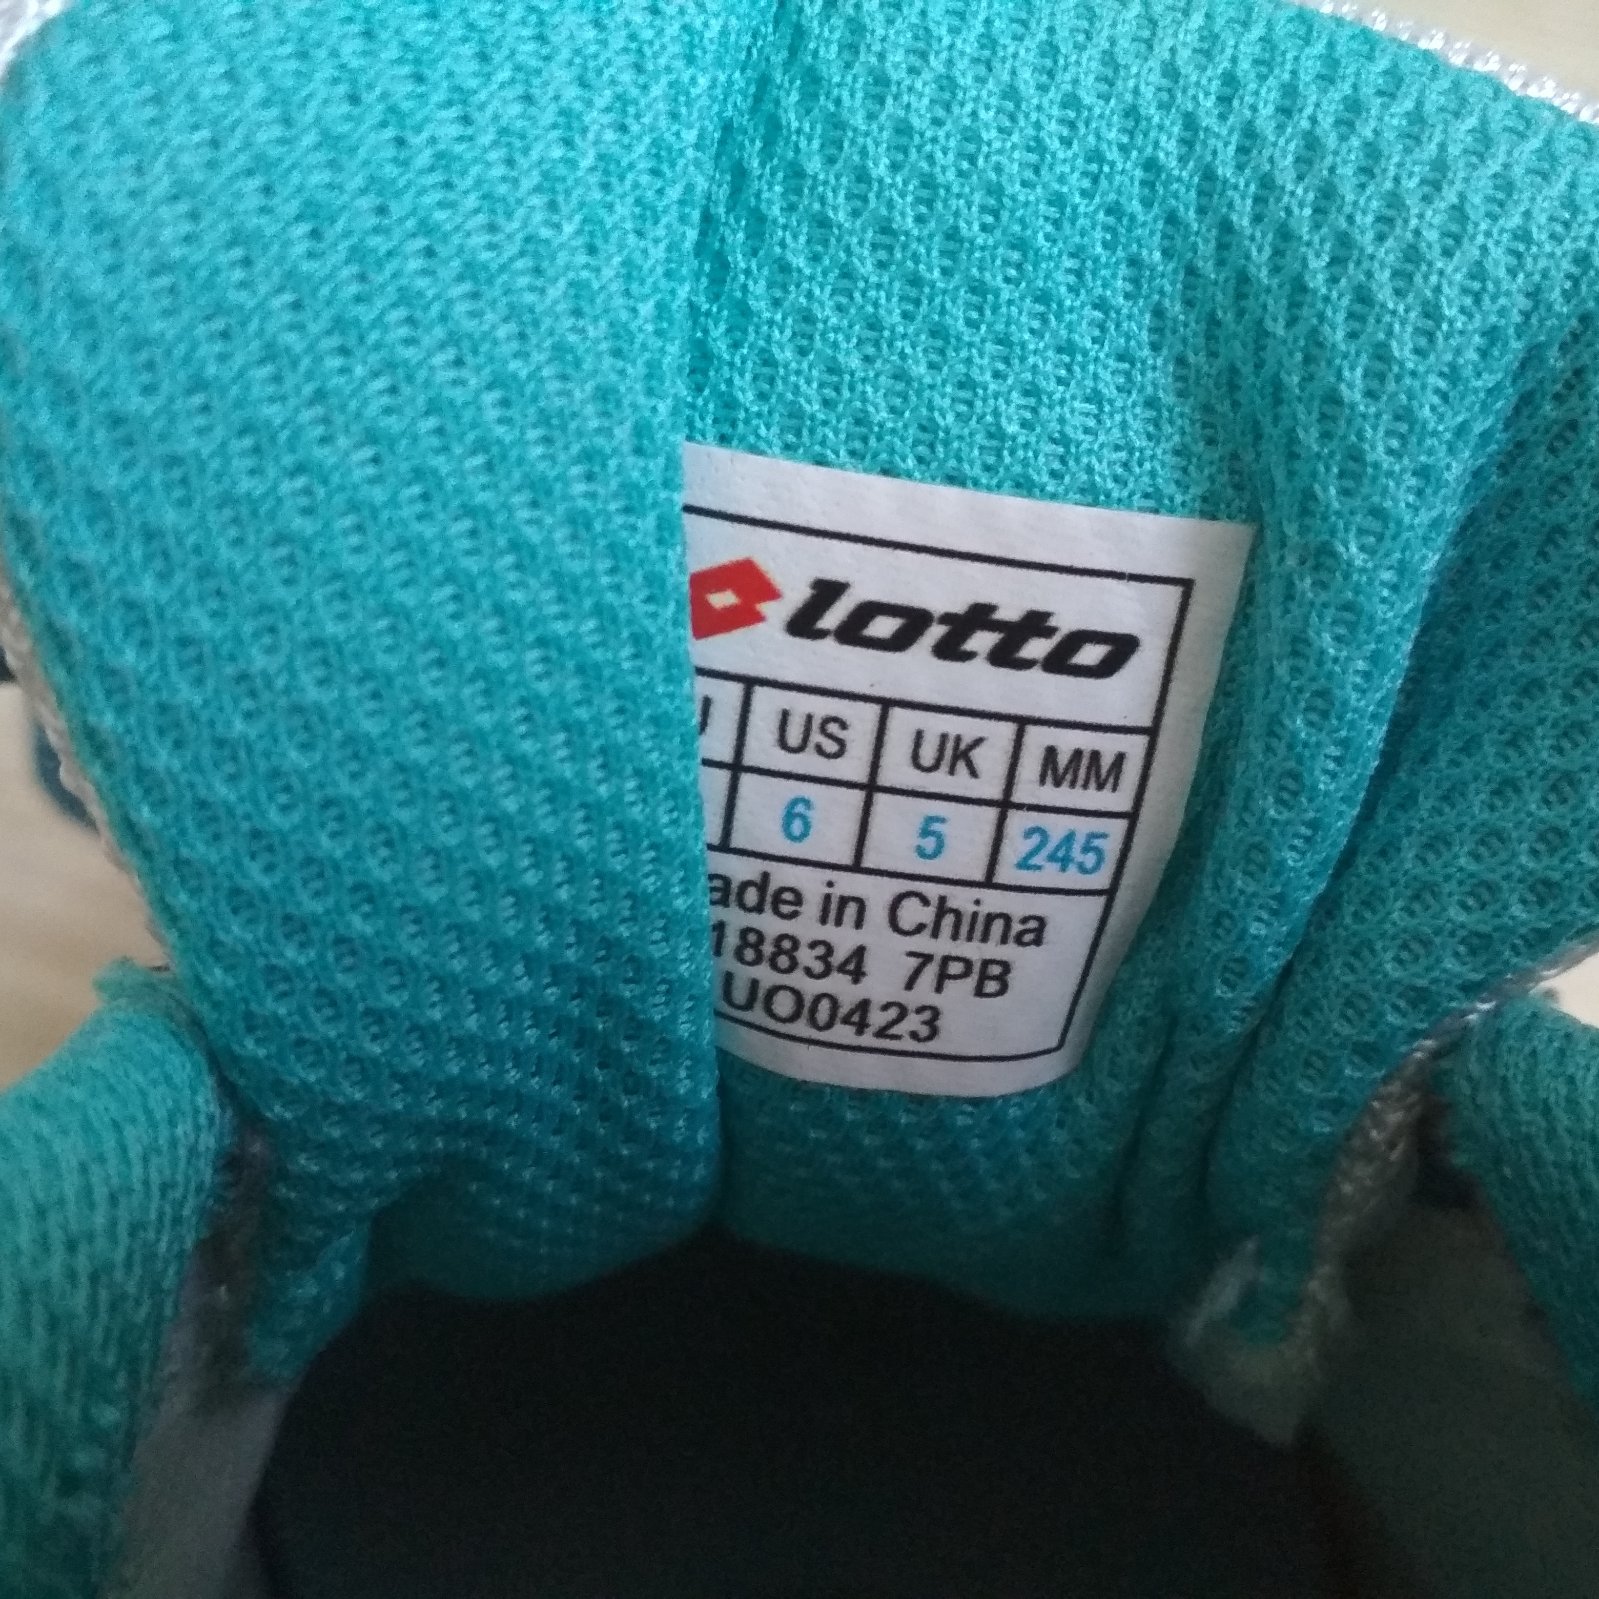 lotto
US UK MM
6 5 245
ade in China
18834 7PB
UO0423